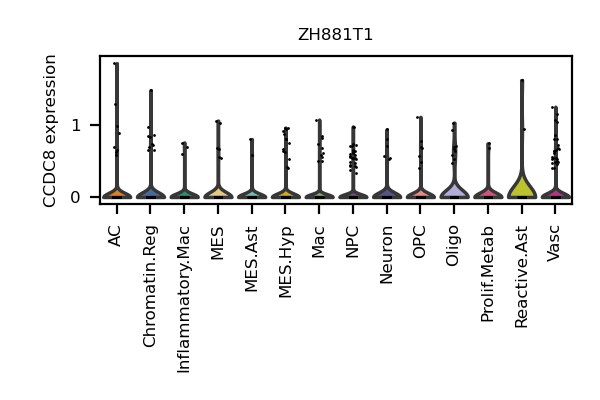 ZH881T1
CCDC8 expression
1
0
AC
Chromatin.Reg
Inflammatory.Mac
MES
MES.Ast
MES.Hyp
Mac
NPC
Neuron
OPC
Oligo
Prolif.Metab
Reactive.Ast
Vasc